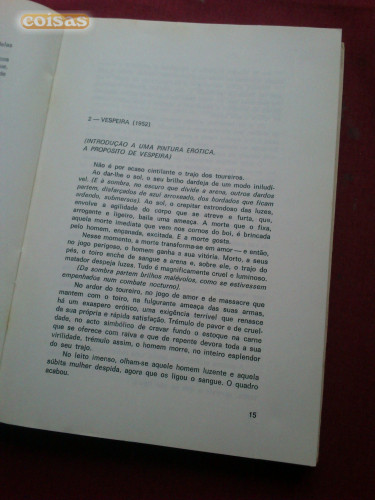 coisas
2 — VESPEIRA (1952)
(INTRODUÇÃO A UMA PINTURA ERÓTICA.
A PROPÓSITO DE VESPEIRA)
Não é por acaso cintilante o trajo dos toureiros.
Ao dar-lhe o sol, o seu brilho dardeja de um modo iniludí-
vel. (E à sombra, no escuro que divide a arena, outros dardos
partem, disfarçados de azul arroxeado, dos bordados que ficam
ardendo, submersos). Ao sol, o crepitar estrondoso das luzes,
envolve a agilidade do corpo que se atreve e furta, que,
arrogante e ligeiro, baila uma ameaça. A morte que o fixa,
aquela morte imediata que vem nos cornos do boi, é brincada
pelo homem, enganada, excitada. E a morte gosta.
Nesse momento, a morte transforma-se em amor — e então,
no jogo perigoso, o homem ganha a sua vitória. Morto, a seus
pés, o toiro enche de sangue a arena e, sobre ele, o trajo do
matador despeja luzes. Tudo é magnificamente cruel e luminoso.
(Da sombra partem brilhos malévolos, como se estivessem
empenhados num combate nocturno).
No ardor do toureiro, no jogo de amor e de massacre que
mantém com o toiro, na fulgurante ameaça das suas armas,
há um exaspero erótico, uma exigência terrível que renasce
de sua própria e rápida satisfação. Trémulo de pavor e de cruel-
dade, no acto simbólico de cravar fundo o estoque na carne
que se oferece com raiva e que de repente devora toda a sua
virilidade, trémulo assim, o homem morre, no inteiro esplendor
do seu trajo.
No leito imenso, olham-se aquele homem luzente e aquela
súbita mulher despida, agora que os ligou o sangue. O quadro
acabou.
15